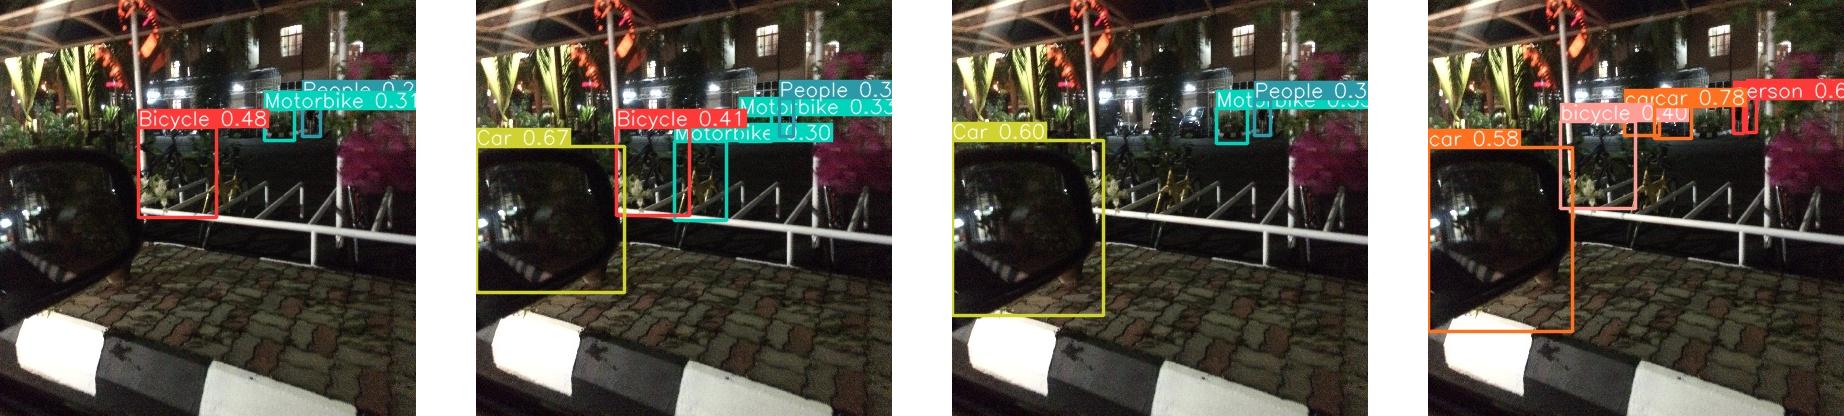 People 0.2
Motorbike 0.31
Bicycle 0.48
People 0.3
Motorbike 0.33
Bicycle 0.41
Motorbike 0.30
Car 0.67
People 0.3
Car 0.60
erson 0.6
car 0.78
bicycle 0.40
car 0.58